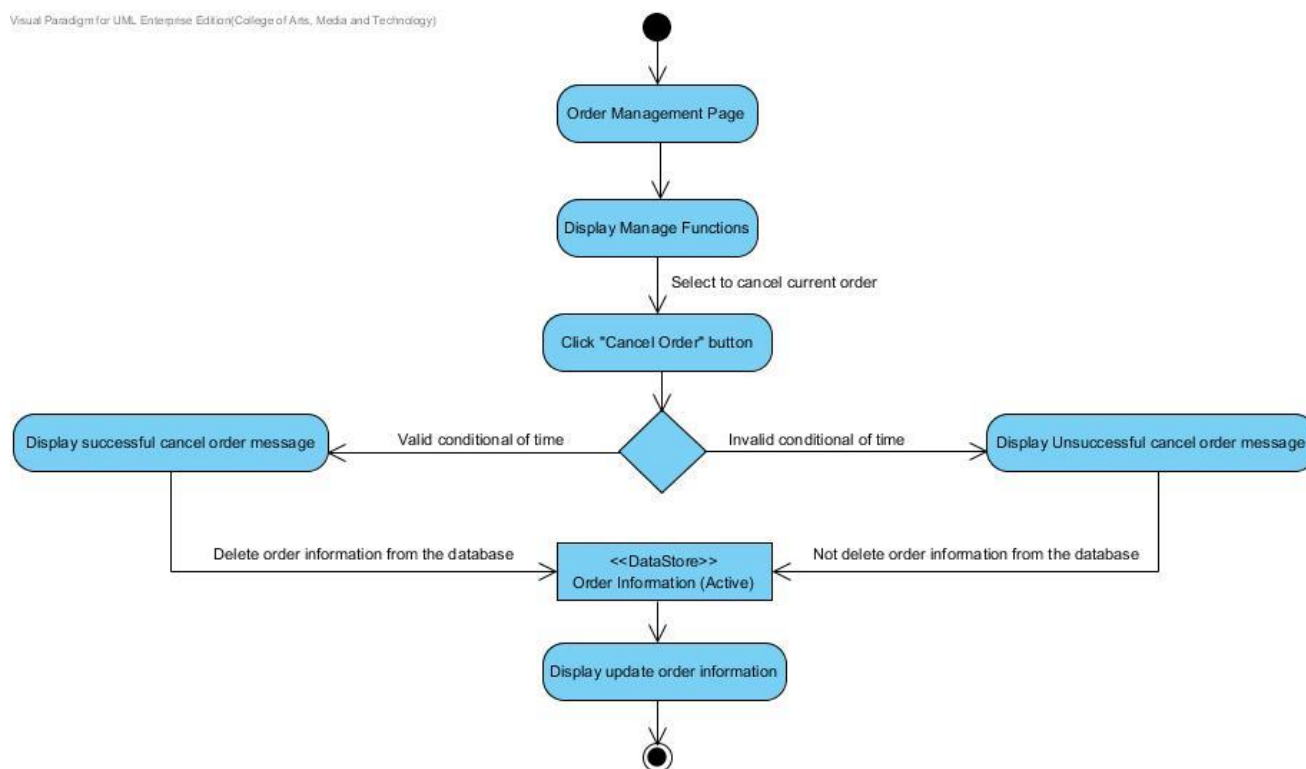 Visual Paradigm for UML Enterprise Edition(College of Arts, Media and Technology)
Order Management Page
Display Manage Functions
Select to cancel current order
Click "Cancel Order" button
Display successful cancel order message
Valid conditional of time
Invalid conditional of time
Display Unsuccessful cancel order message
Delete order information from the database
<<DataStore>>
Order Information (Active)
Not delete order information from the database
Display update order information